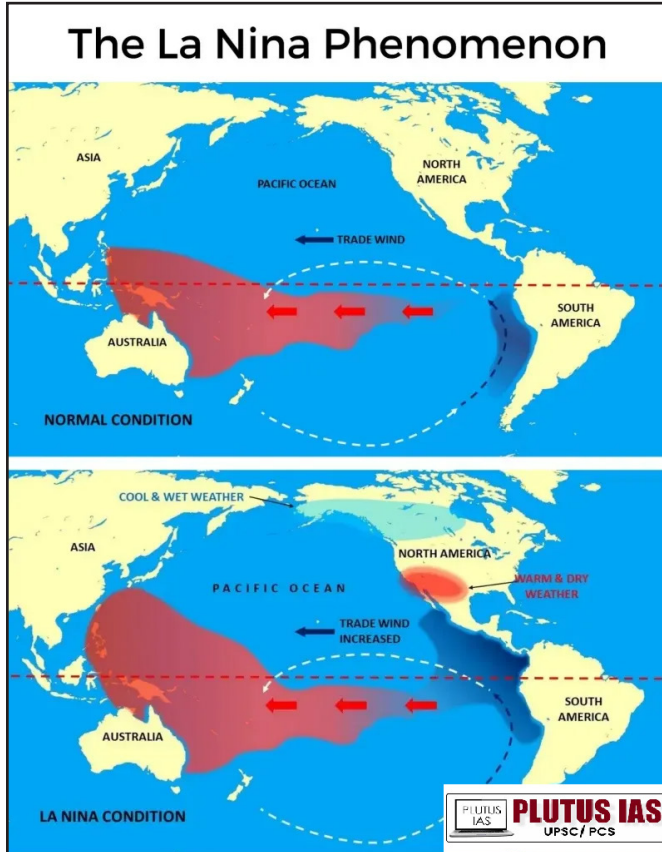 The La Nina Phenomenon
ASIA
NORTH
AMERICA
PACIFIC OCEAN
TRADE WIND
SOUTH
AMERICA
AUSTRALIA
NORMAL CONDITION
COOL & WET WEATHER
ASIA
NORTH AMERICA
WARM & DRY
WEATHER
PACIFIC OCEAN
TRADE WIND
INCREASED
SOUTH
AMERICA
AUSTRALIA
LA NINA CONDITION
PLUTUS
IAS
PLUTUS IAS
UPSC/ PCS